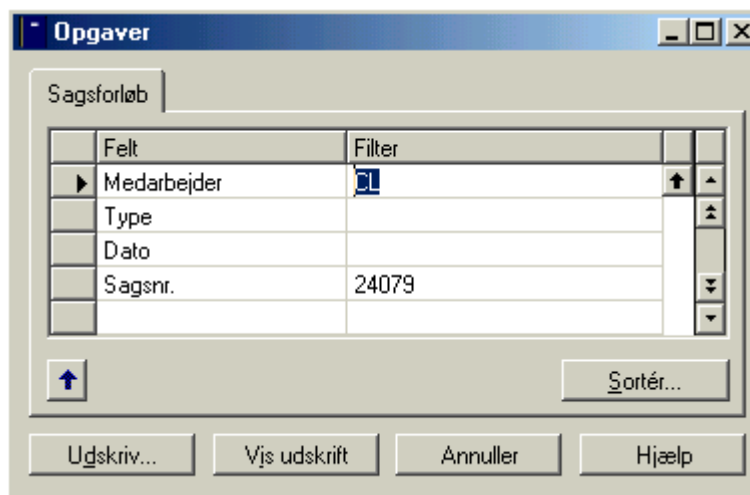 Opgaver
Sagsforløb
Felt Filter
Medarbejder CL
Type
Dato
Sagsnr. 24079
Sortér...
Udskriv... Vis udskrift Annuller Hjælp